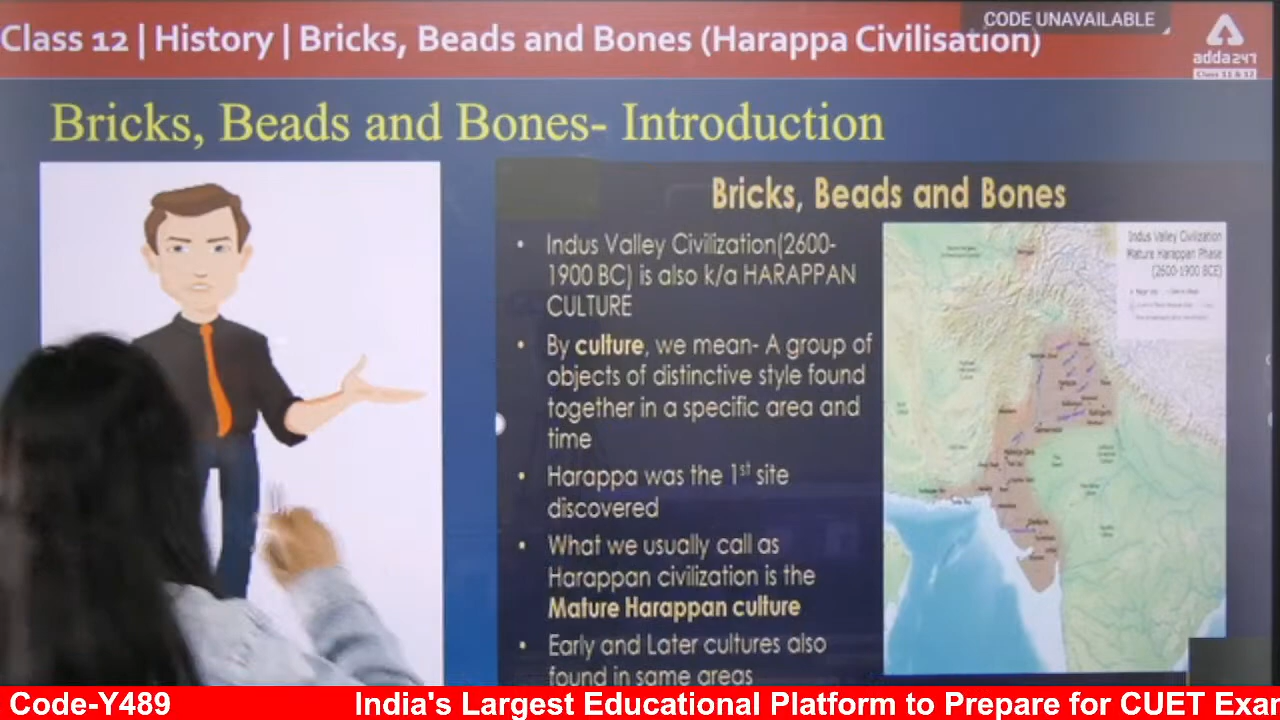 CODE UNAVAILABLE
Class 12 | History | Bricks, Beads and Bones (Harappa Civilisation)
adda247
Class 11 & 12
Bricks, Beads and Bones- Introduction
Bricks, Beads and Bones
• Indus Valley Civilization(2600-
1900 BC) is also k/a HARAPPAN
CULTURE
• By culture, we mean- A group of
objects of distinctive style found
together in a specific area and
time
• Harappa was the 1st site
discovered
• What we usually call as
Harappan civilization is the
Mature Harappan culture
• Early and Later cultures also
found in same areas
Indus Valley Civilization
Mature Harappan Phase
(2600-1900 BCE)
Code-Y489
India's Largest Educational Platform to Prepare for CUET Exa